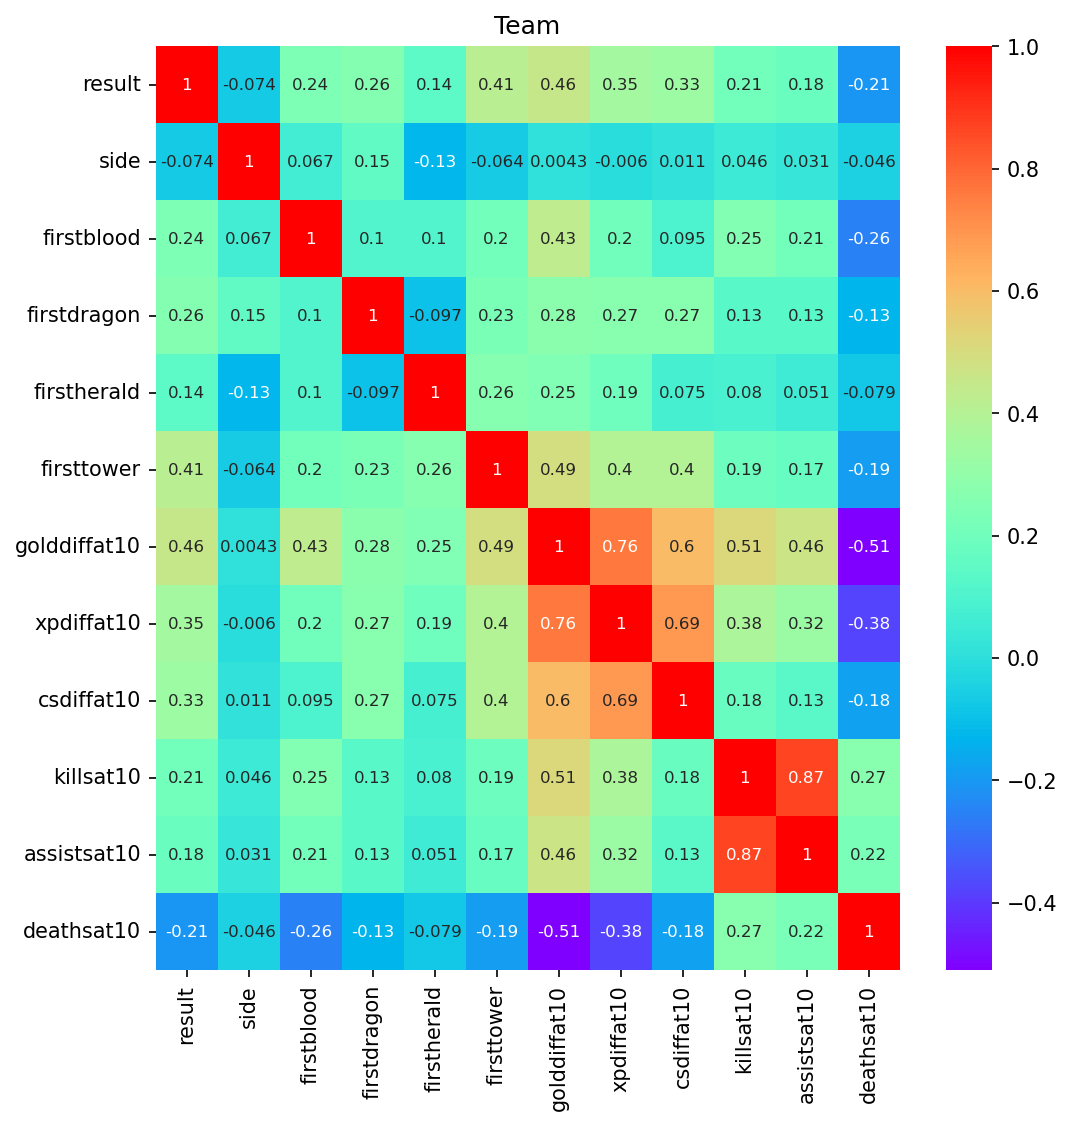 Team
result 1 -0.074 0.24 0.26 0.14 0.41 0.46 0.35 0.33 0.21 0.18 -0.21
side -0.074 1 0.067 0.15 -0.13 -0.064 0.0043 -0.006 0.011 0.046 0.031 -0.046
firstblood 0.24 0.067 1 0.1 0.1 0.2 0.43 0.2 0.095 0.25 0.21 -0.26
firstdragon 0.26 0.15 0.1 1 -0.097 0.23 0.28 0.27 0.27 0.13 0.13 -0.13
firstherald 0.14 -0.13 0.1 -0.097 1 0.26 0.25 0.19 0.075 0.08 0.051 -0.079
firsttower 0.41 -0.064 0.2 0.23 0.26 1 0.49 0.4 0.4 0.19 0.17 -0.19
golddiffat10 0.46 0.0043 0.43 0.28 0.25 0.49 1 0.76 0.6 0.51 0.46 -0.51
xpdiffat10 0.35 -0.006 0.2 0.27 0.19 0.4 0.76 1 0.69 0.38 0.32 -0.38
csdiffat10 0.33 0.011 0.095 0.27 0.075 0.4 0.6 0.69 1 0.18 0.13 -0.18
killsat10 0.21 0.046 0.25 0.13 0.08 0.19 0.51 0.38 0.18 1 0.87 0.27
assistsat10 0.18 0.031 0.21 0.13 0.051 0.17 0.46 0.32 0.13 0.87 1 0.22
deathsat10 -0.21 -0.046 -0.26 -0.13 -0.079 -0.19 -0.51 -0.38 -0.18 0.27 0.22 1
result side firstblood firstdragon firstherald firsttower golddiffat10 xpdiffat10 csdiffat10 killsat10 assistsat10 deathsat10
1.0
0.8
0.6
0.4
0.2
0.0
−0.2
−0.4